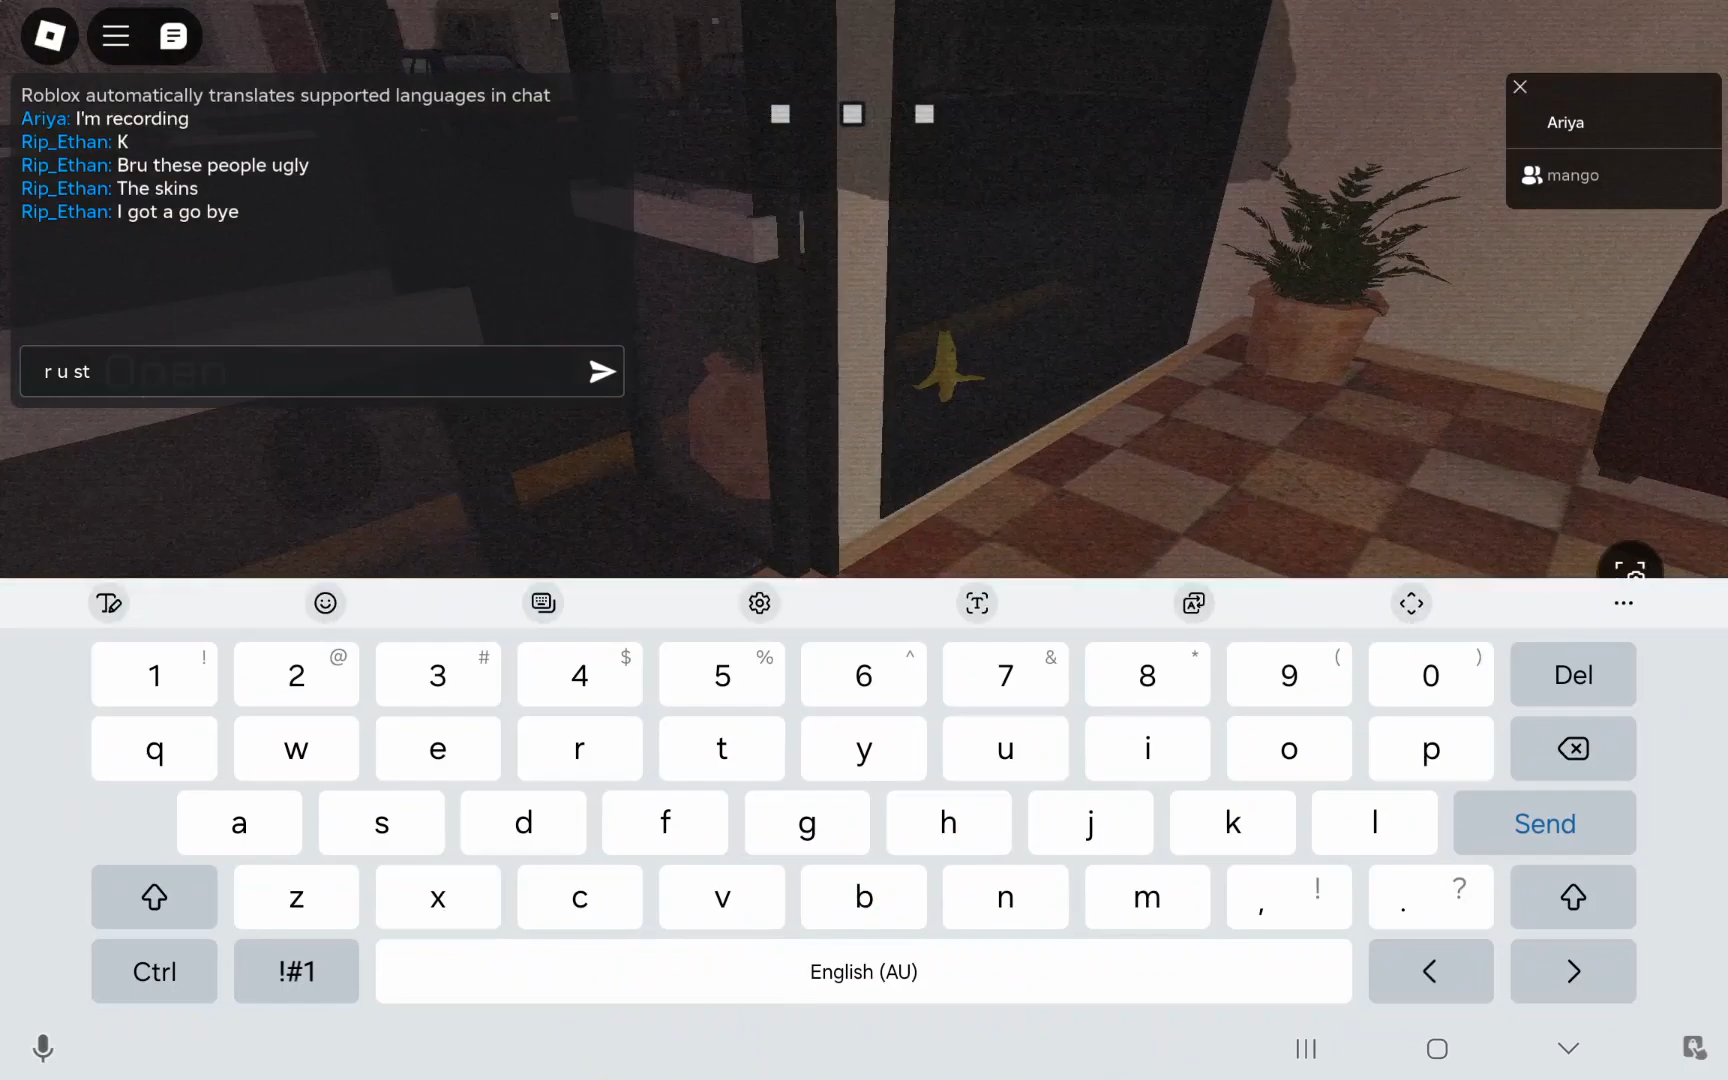 Roblox automatically translates supported languages in chat
Ariya: I'm recording
Rip_Ethan: K
Rip_Ethan: Bru these people ugly
Rip_Ethan: The skins
Rip_Ethan: I got a go bye
Ariya
mango
r u st
Open
1 ! 2 @ 3 # 4 $ 5 % 6 ^ 7 & 8 * 9 ( 0 ) Del
q w e r t y u i o p
a s d f g h j k l Send
z x c v b n m , ! . ?
Ctrl !#1 English (AU) < >